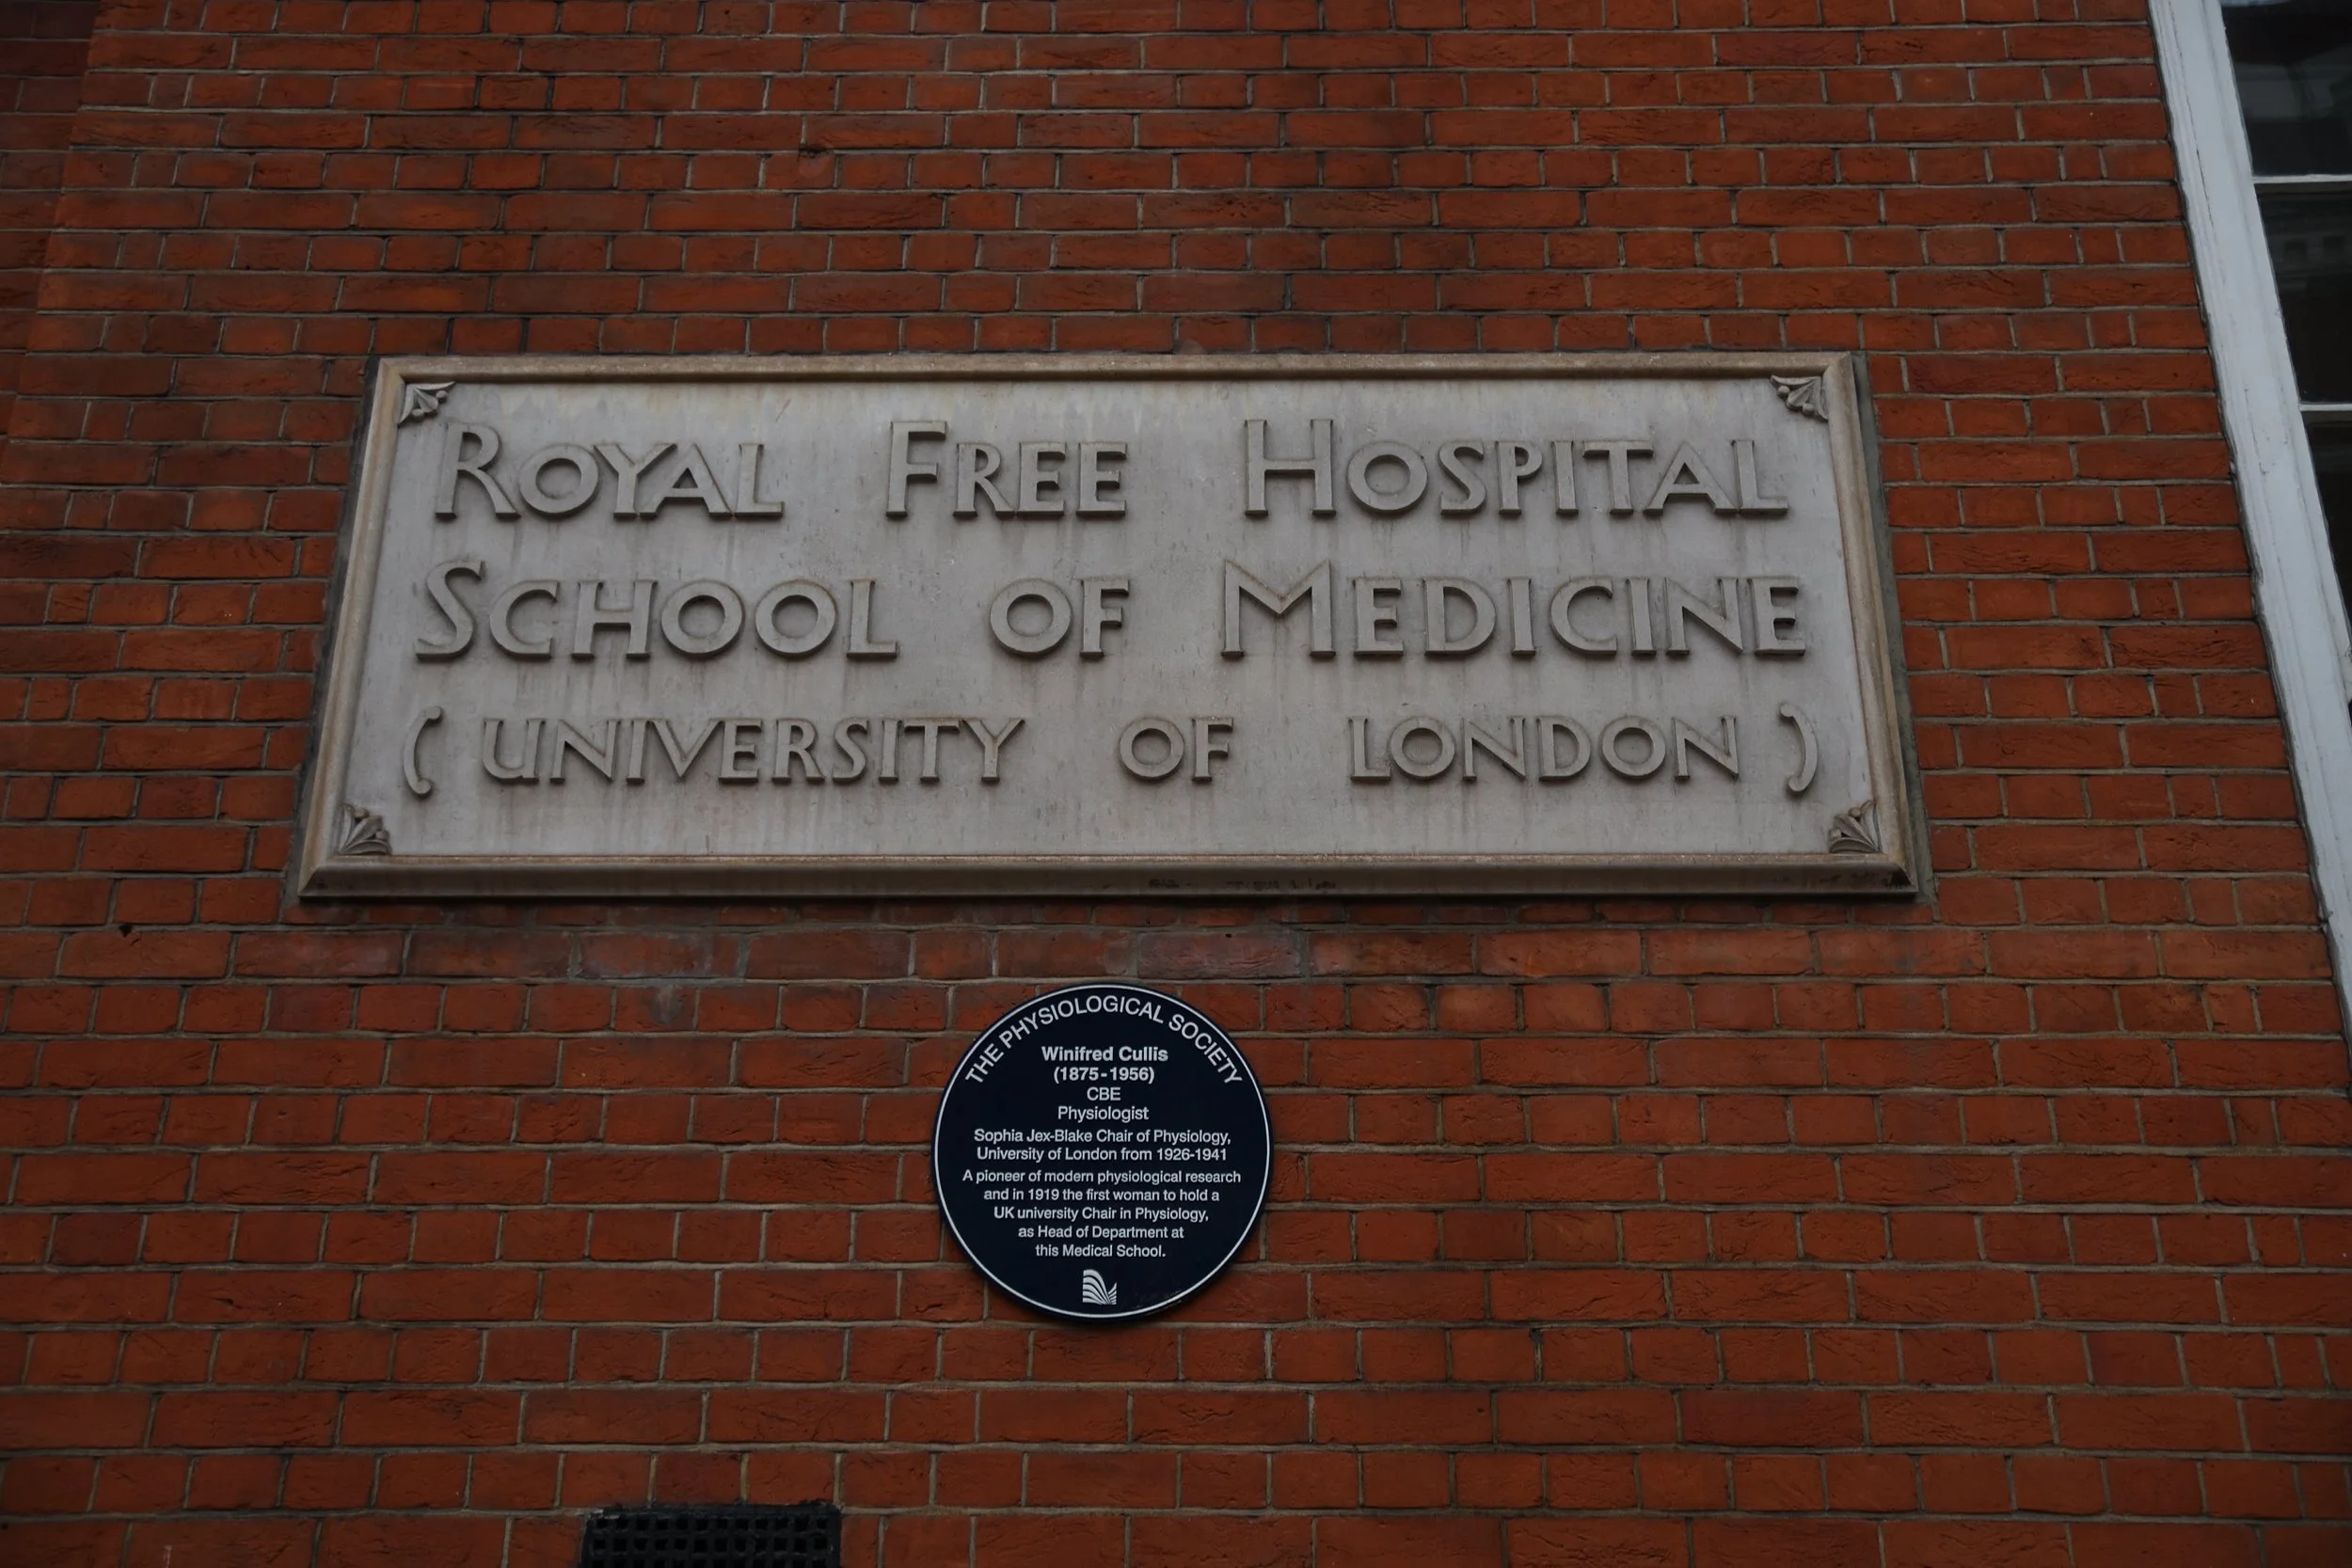 ROYAL FREE HOSPITAL
SCHOOL OF MEDICINE
(UNIVERSITY OF LONDON)
THE PHYSIOLOGICAL SOCIETY
Winifred Cullis
(1875-1956)
CBE
Physiologist
Sophia Jex-Blake Chair of Physiology,
University of London from 1926-1941
A pioneer of modern physiological research
and in 1919 the first woman to hold a
UK university Chair in Physiology,
as Head of Department at
this Medical School.